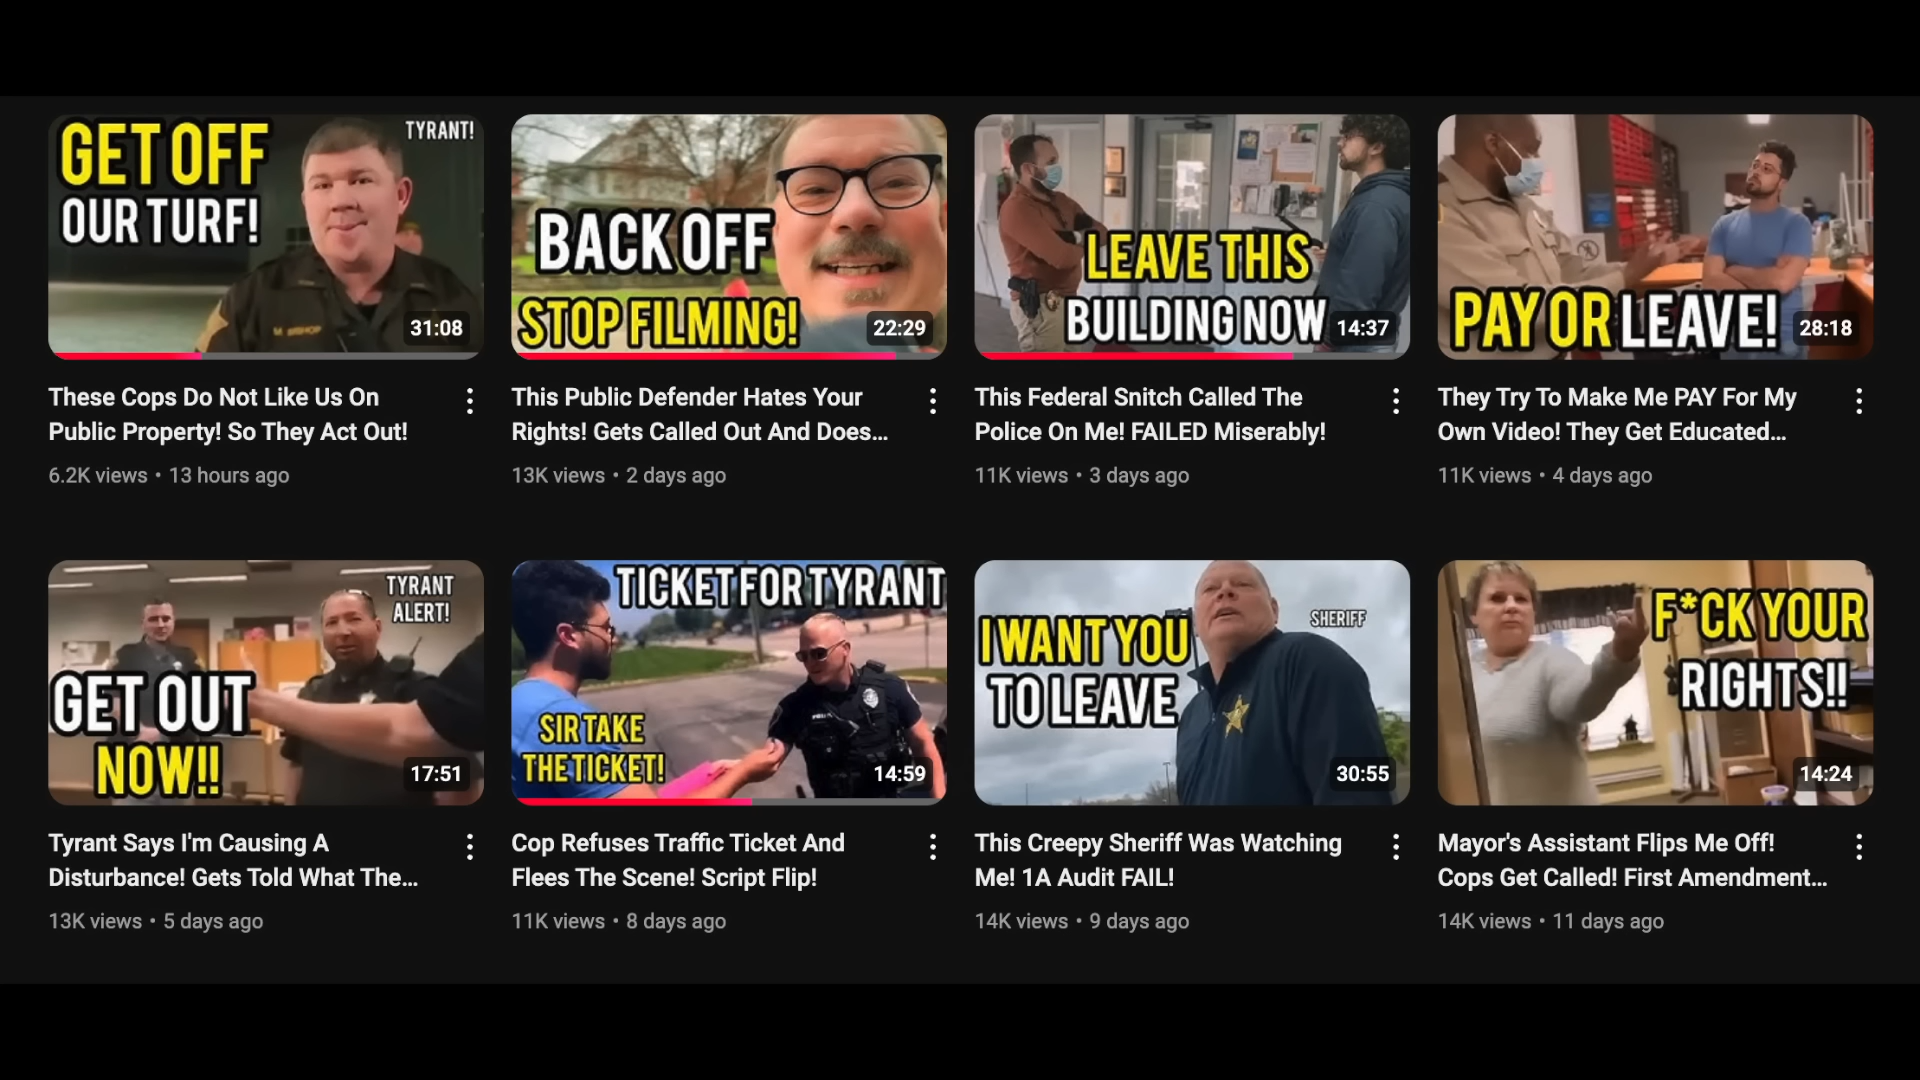 GET OFF
OUR TURF!
TYRANT!
M BISHOP
31:08
BACK OFF
STOP FILMING!
22:29
LEAVE THIS
BUILDING NOW
14:37
PAY OR LEAVE!
28:18
These Cops Do Not Like Us On
Public Property! So They Act Out!
6.2K views • 13 hours ago
This Public Defender Hates Your
Rights! Gets Called Out And Does...
13K views • 2 days ago
This Federal Snitch Called The
Police On Me! FAILED Miserably!
11K views • 3 days ago
They Try To Make Me PAY For My
Own Video! They Get Educated...
11K views • 4 days ago
TYRANT
ALERT!
GET OUT
NOW!!
17:51
TICKET FOR TYRANT
SIR TAKE
THE TICKET!
14:59
I WANT YOU
TO LEAVE
SHERIFF
30:55
F*CK YOUR
RIGHTS!!
14:24
Tyrant Says I'm Causing A
Disturbance! Gets Told What The...
13K views • 5 days ago
Cop Refuses Traffic Ticket And
Flees The Scene! Script Flip!
11K views • 8 days ago
This Creepy Sheriff Was Watching
Me! 1A Audit FAIL!
14K views • 9 days ago
Mayor's Assistant Flips Me Off!
Cops Get Called! First Amendment...
14K views • 11 days ago